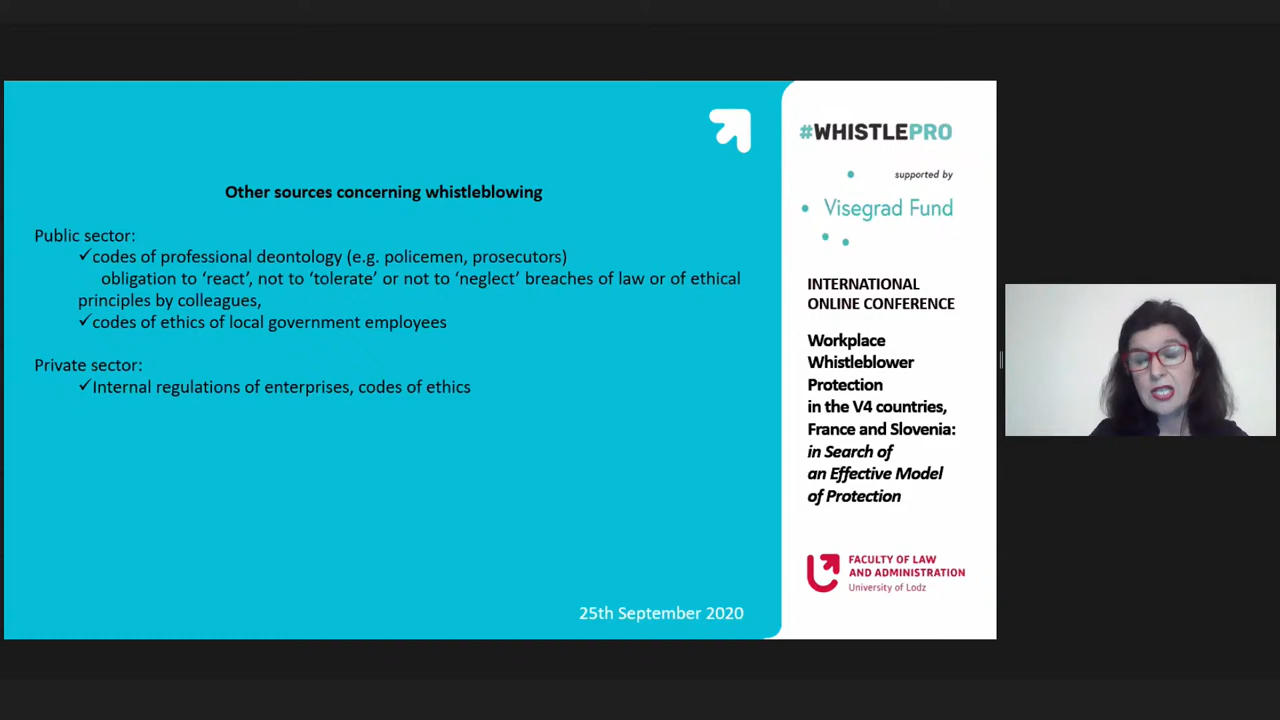 Other sources concerning whistleblowing
Public sector:
✓codes of professional deontology (e.g. policemen, prosecutors)
obligation to ‘react’, not to ‘tolerate’ or not to ‘neglect’ breaches of law or of ethical
principles by colleagues,
✓codes of ethics of local government employees
Private sector:
✓Internal regulations of enterprises, codes of ethics
25th September 2020
#WHISTLEPRO
supported by
Visegrad Fund
INTERNATIONAL
ONLINE CONFERENCE
Workplace
Whistleblower
Protection
in the V4 countries,
France and Slovenia:
in Search of
an Effective Model
of Protection
FACULTY OF LAW
AND ADMINISTRATION
University of Lodz